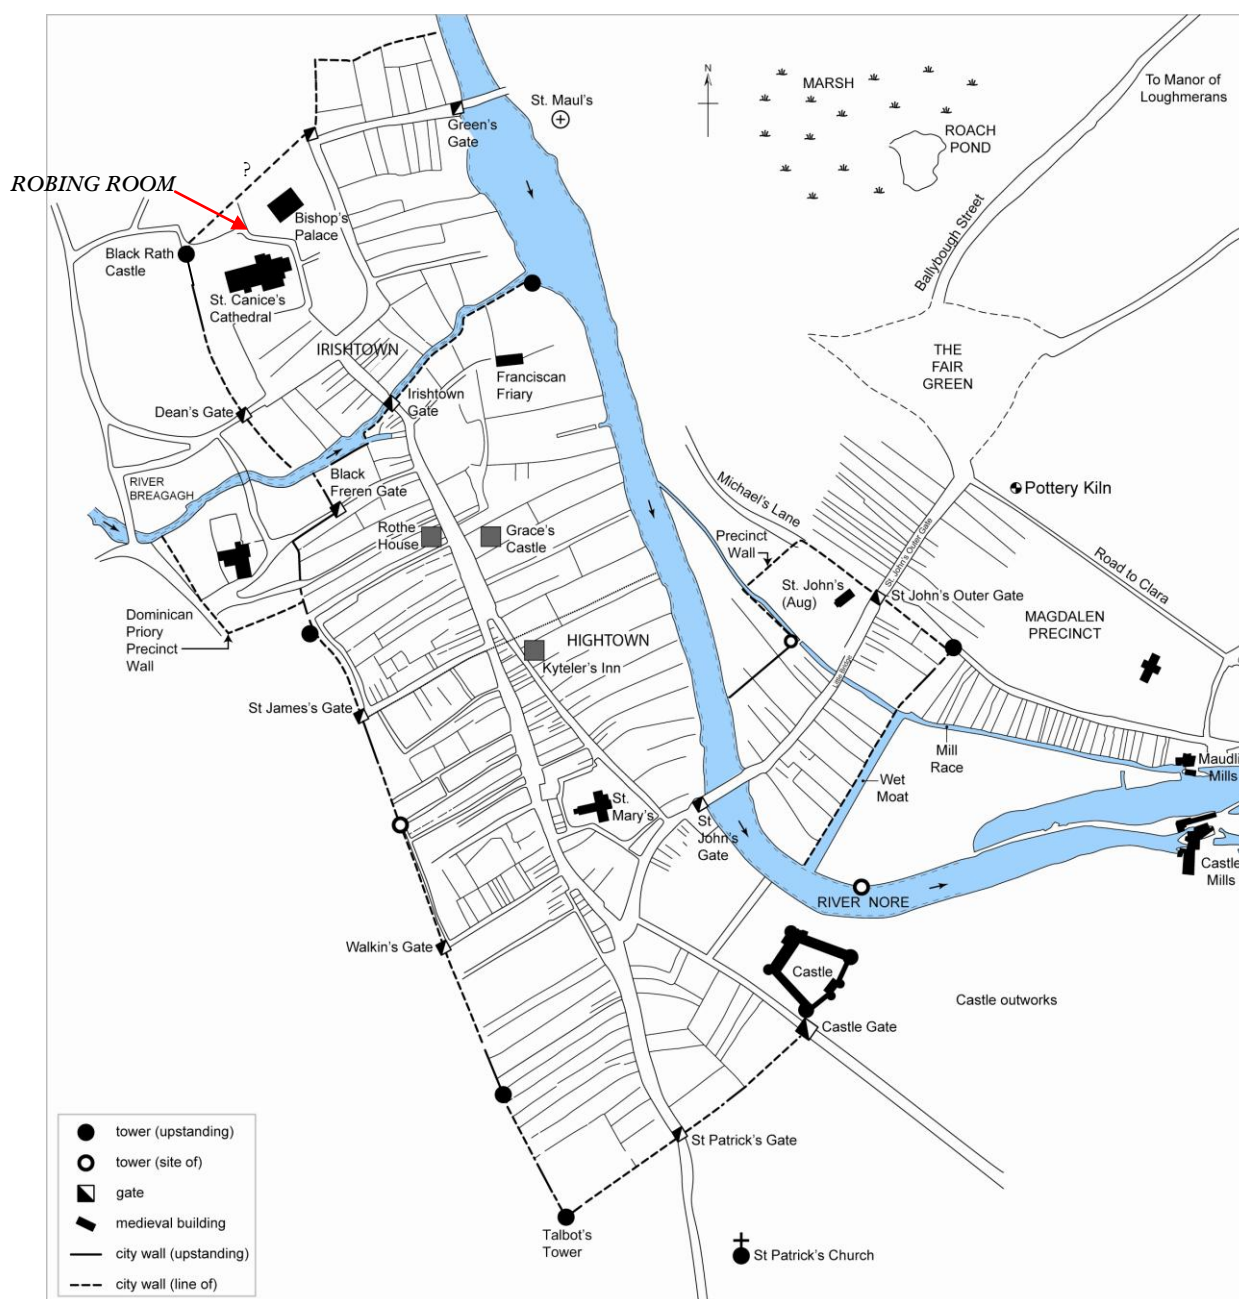 N
MARSH
ROACH
POND
To Manor of
Loughmerans
St. Maul's
Green's
Gate
?
ROBING ROOM
Bishop's
Palace
Black Rath
Castle
St. Canice's
Cathedral
Ballybough Street
IRISHTOWN
THE
FAIR
GREEN
Franciscan
Friary
Irishtown
Gate
Dean's Gate
RIVER
BREAGAGH
Black
Freren Gate
Michael's Lane
Pottery Kiln
Rothe
House
Grace's
Castle
Precinct
Wall
St. John's Outer Gate
Road to Clara
St. John's
(Aug)
St John's Outer Gate
Dominican
Priory
Precinct
Wall
MAGDALEN
PRECINCT
HIGHTOWN
Kyteler's Inn
Little Bridge
St James's Gate
Mill
Race
Wet
Moat
Maudli
Mills
St.
Mary's
St
John's
Gate
Castle
Mills
RIVER NORE
Walkin's Gate
Castle
Castle outworks
Castle Gate
St Patrick's Gate
Talbot's
Tower
St Patrick's Church
tower (upstanding)
tower (site of)
gate
medieval building
city wall (upstanding)
city wall (line of)